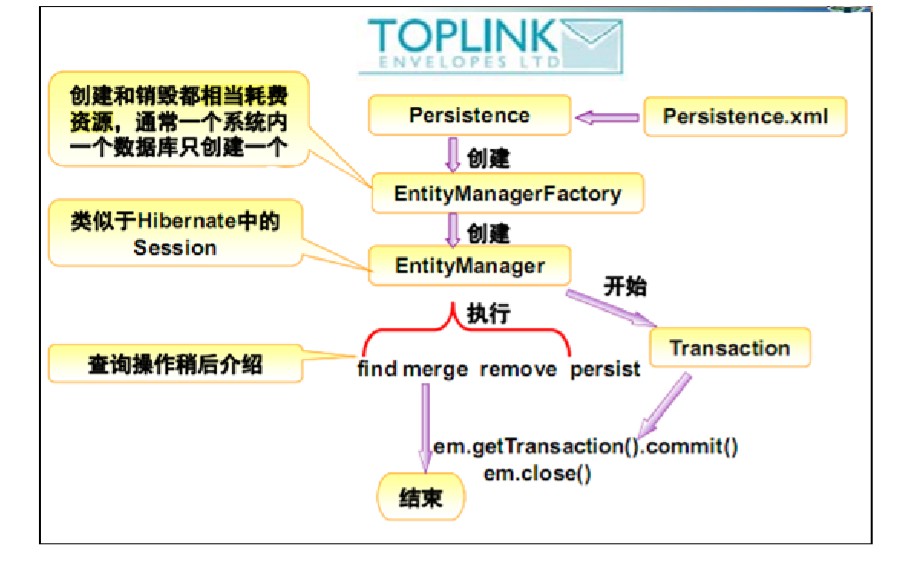 TOPLINK
ENVELOPES LTD
创建和销毁都相当耗费
资源，通常一个系统内
一个数据库只创建一个
Persistence
Persistence.xml
创建
EntityManagerFactory
类似于Hibernate中的
Session
创建
EntityManager
开始
执行
Transaction
查询操作稍后介绍
find merge remove persist
em.getTransaction().commit()
em.close()
结束